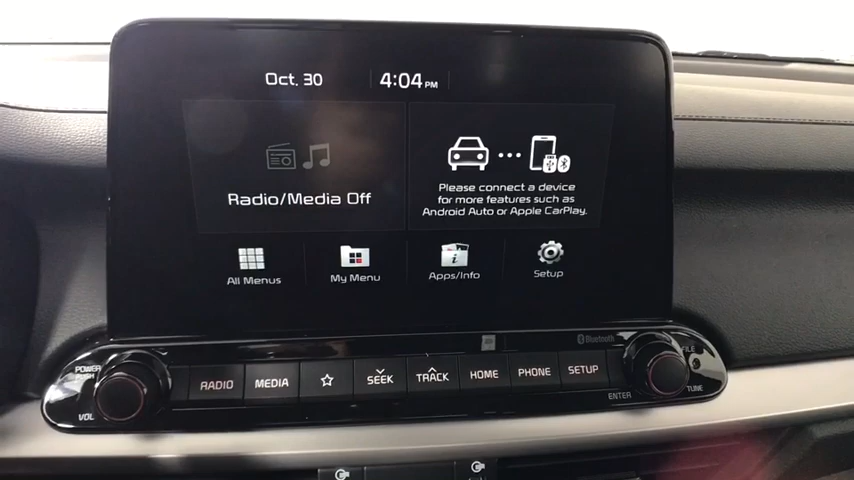 Oct. 30 4:04 PM
Radio/Media Off
Please connect a device
for more features such as
Android Auto or Apple CarPlay.
All Menus My Menu Apps/Info Setup
Bluetooth
POWER
PUSH
VOL
RADIO MEDIA SEEK TRACK HOME PHONE SETUP
ENTER
FILE
TUNE